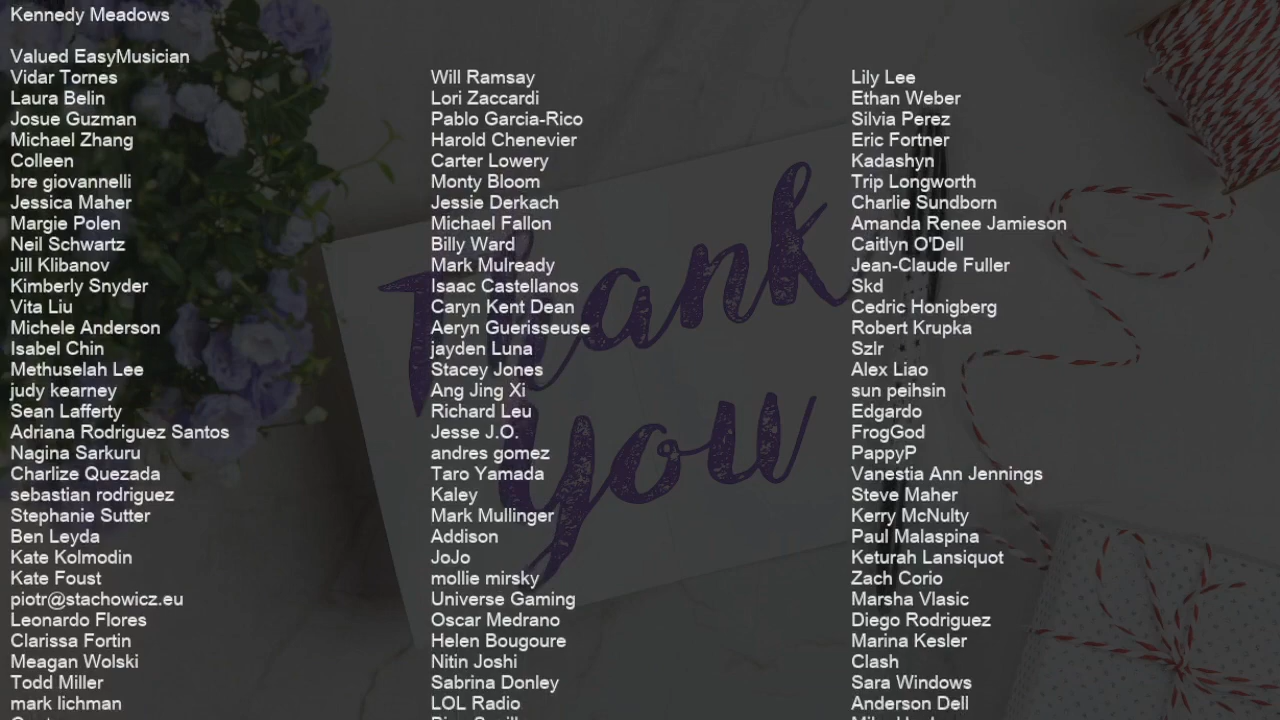 Kennedy Meadows
Valued EasyMusician
Vidar Tornes
Laura Belin
Josue Guzman
Michael Zhang
Colleen
bre giovannelli
Jessica Maher
Margie Polen
Neil Schwartz
Jill Klibanov
Kimberly Snyder
Vita Liu
Michele Anderson
Isabel Chin
Methuselah Lee
judy kearney
Sean Lafferty
Adriana Rodriguez Santos
Nagina Sarkuru
Charlize Quezada
sebastian rodriguez
Stephanie Sutter
Ben Leyda
Kate Kolmodin
Kate Foust
piotr@stachowicz.eu
Leonardo Flores
Clarissa Fortin
Meagan Wolski
Todd Miller
mark lichman
Will Ramsay
Lori Zaccardi
Pablo Garcia-Rico
Harold Chenevier
Carter Lowery
Monty Bloom
Jessie Derkach
Michael Fallon
Billy Ward
Mark Mulready
Isaac Castellanos
Caryn Kent Dean
Aeryn Guerisseuse
jayden Luna
Stacey Jones
Ang Jing Xi
Richard Leu
Jesse J.O.
andres gomez
Taro Yamada
Kaley
Mark Mullinger
Addison
JoJo
mollie mirsky
Universe Gaming
Oscar Medrano
Helen Bougoure
Nitin Joshi
Sabrina Donley
LOL Radio
Lily Lee
Ethan Weber
Silvia Perez
Eric Fortner
Kadashyn
Trip Longworth
Charlie Sundborn
Amanda Renee Jamieson
Caitlyn O'Dell
Jean-Claude Fuller
Skd
Cedric Honigberg
Robert Krupka
Szlr
Alex Liao
sun peihsin
Edgardo
FrogGod
PappyP
Vanestia Ann Jennings
Steve Maher
Kerry McNulty
Paul Malaspina
Keturah Lansiquot
Zach Corio
Marsha Vlasic
Diego Rodriguez
Marina Kesler
Clash
Sara Windows
Anderson Dell
Thank
you